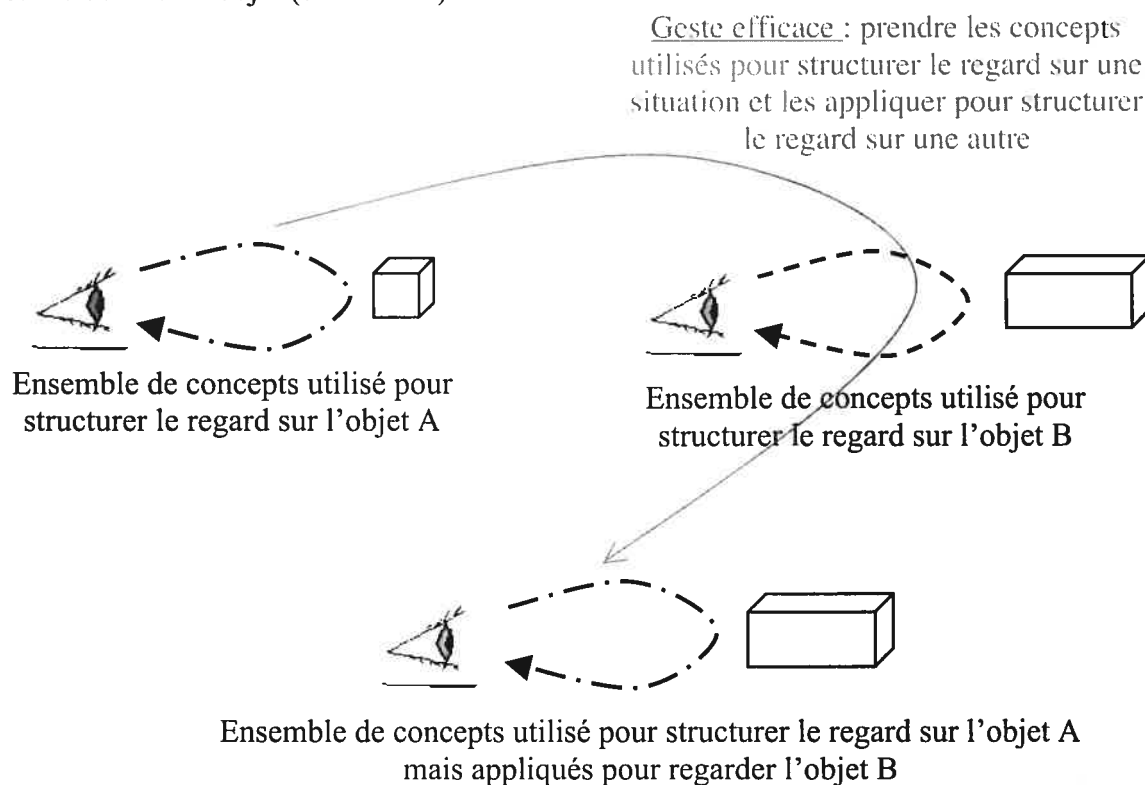 Geste efficace : prendre les concepts
utilisés pour structurer le regard sur une
situation et les appliquer pour structurer
le regard sur une autre
Ensemble de concepts utilisé pour
structurer le regard sur l'objet A
Ensemble de concepts utilisé pour
structurer le regard sur l'objet B
Ensemble de concepts utilisé pour structurer le regard sur l'objet A
mais appliqués pour regarder l'objet B